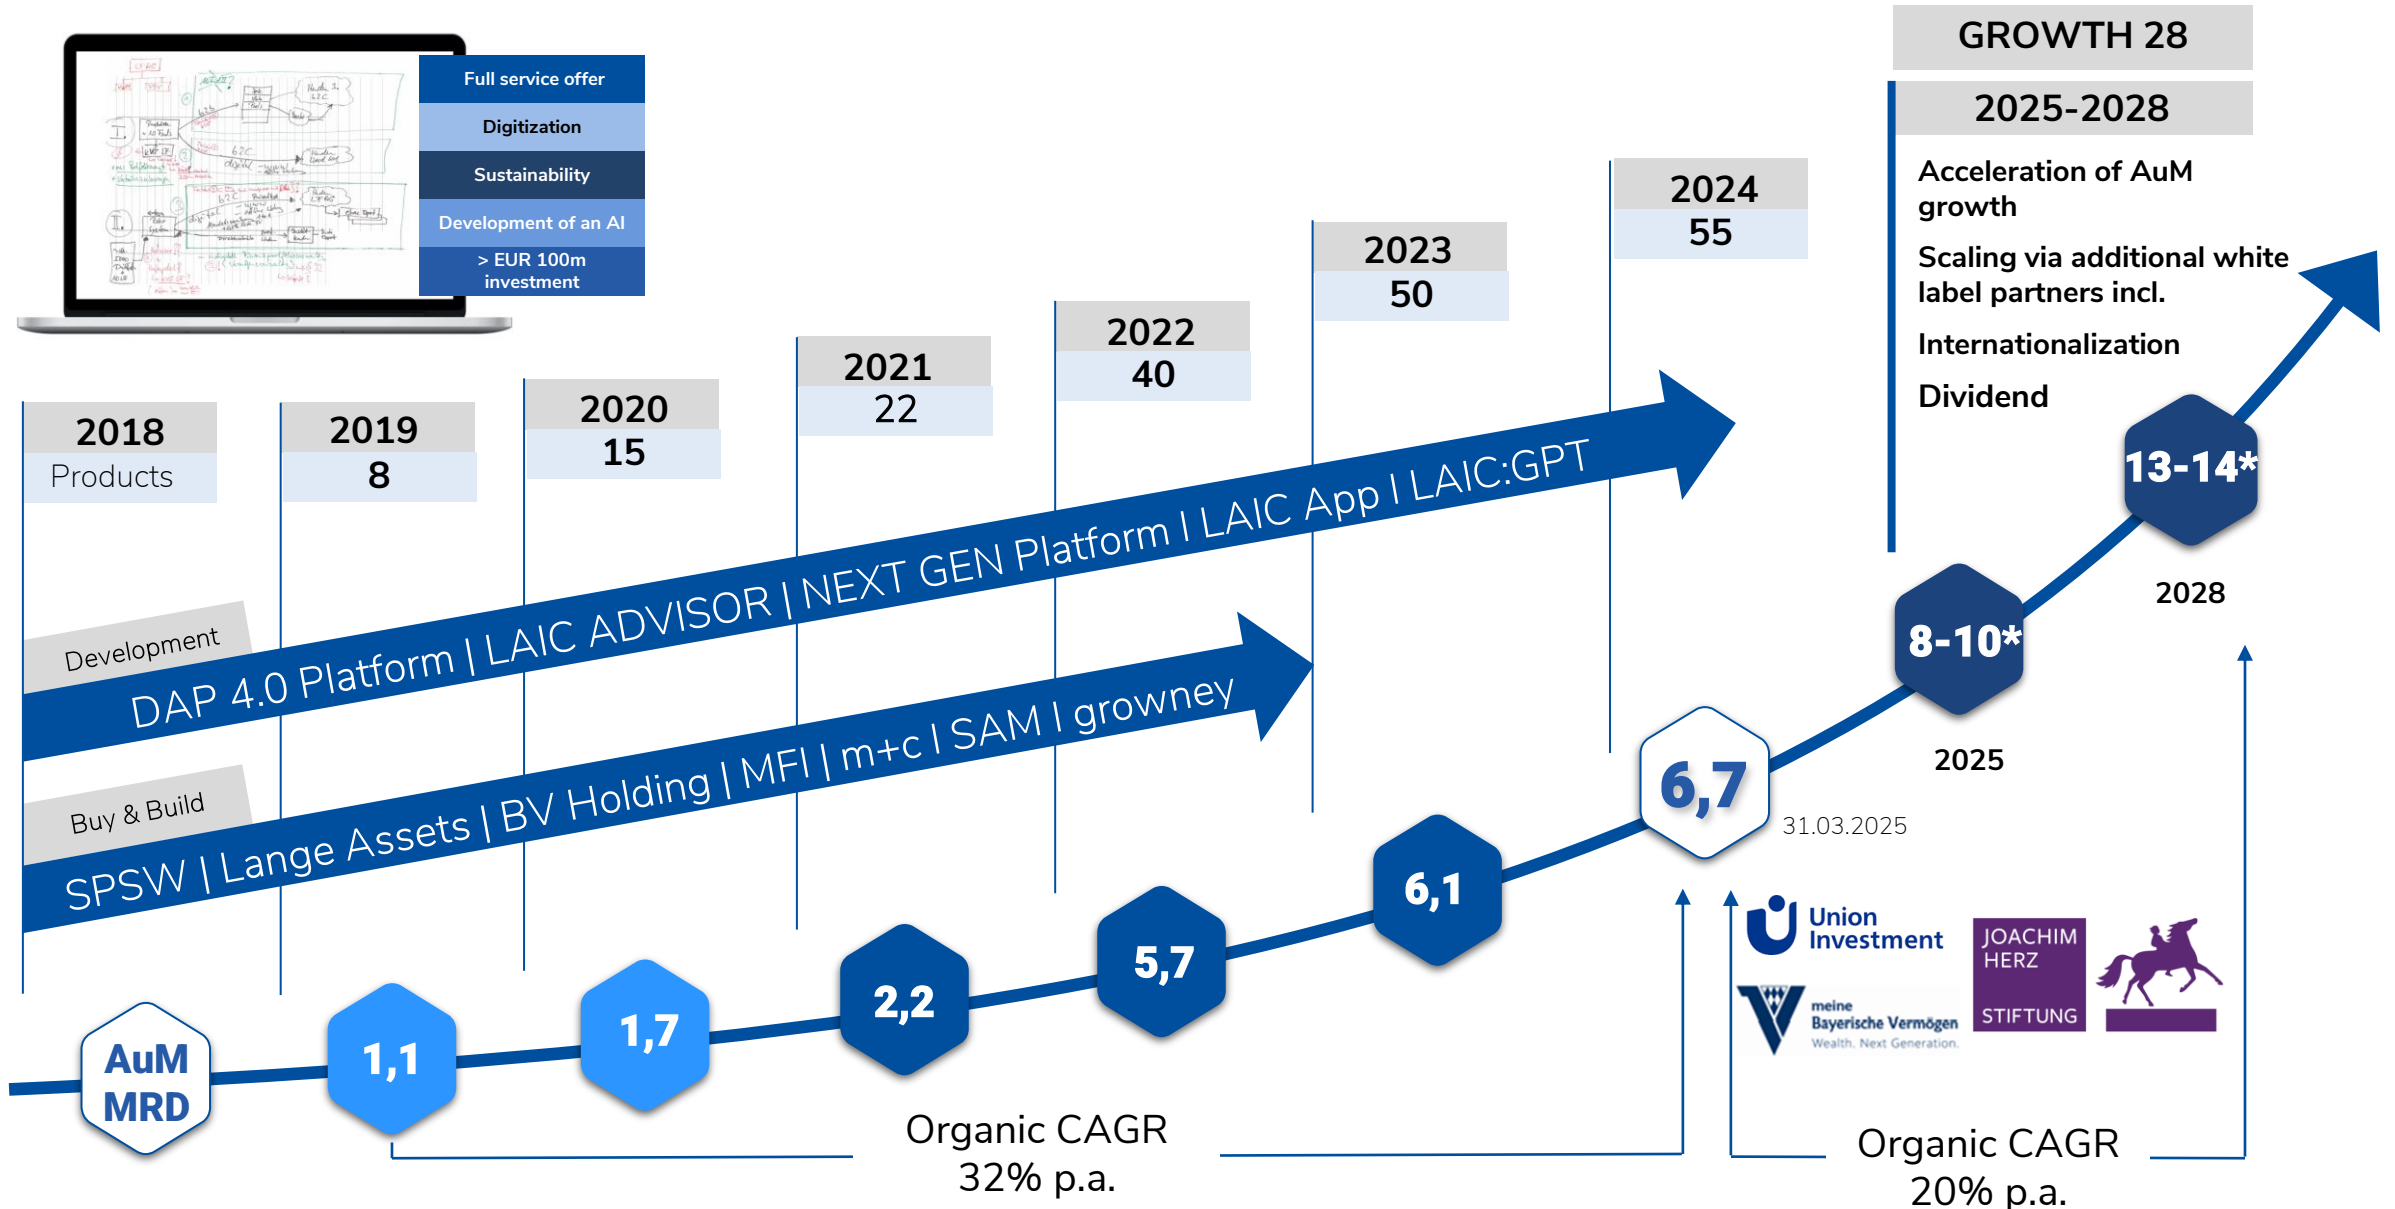 Full service offer
Digitization
Sustainability
Development of an AI
> EUR 100m
investment
GROWTH 28
2025-2028
Acceleration of AuM
growth
Scaling via additional white
label partners incl.
Internationalization
Dividend
2018
Products
2019
8
2020
15
2021
22
2022
40
2023
50
2024
55
Development
DAP 4.0 Platform | LAIC ADVISOR | NEXT GEN Platform I LAIC App I LAIC:GPT
Buy & Build
SPSW | Lange Assets | BV Holding | MFI | m+c I SAM I growney
AuM
MRD
1,1
1,7
2,2
5,7
6,1
6,7
31.03.2025
8-10*
2025
13-14*
2028
Union
Investment
JOACHIM
HERZ
STIFTUNG
meine
Bayerische Vermögen
Wealth. Next Generation.
Organic CAGR
32% p.a.
Organic CAGR
20% p.a.